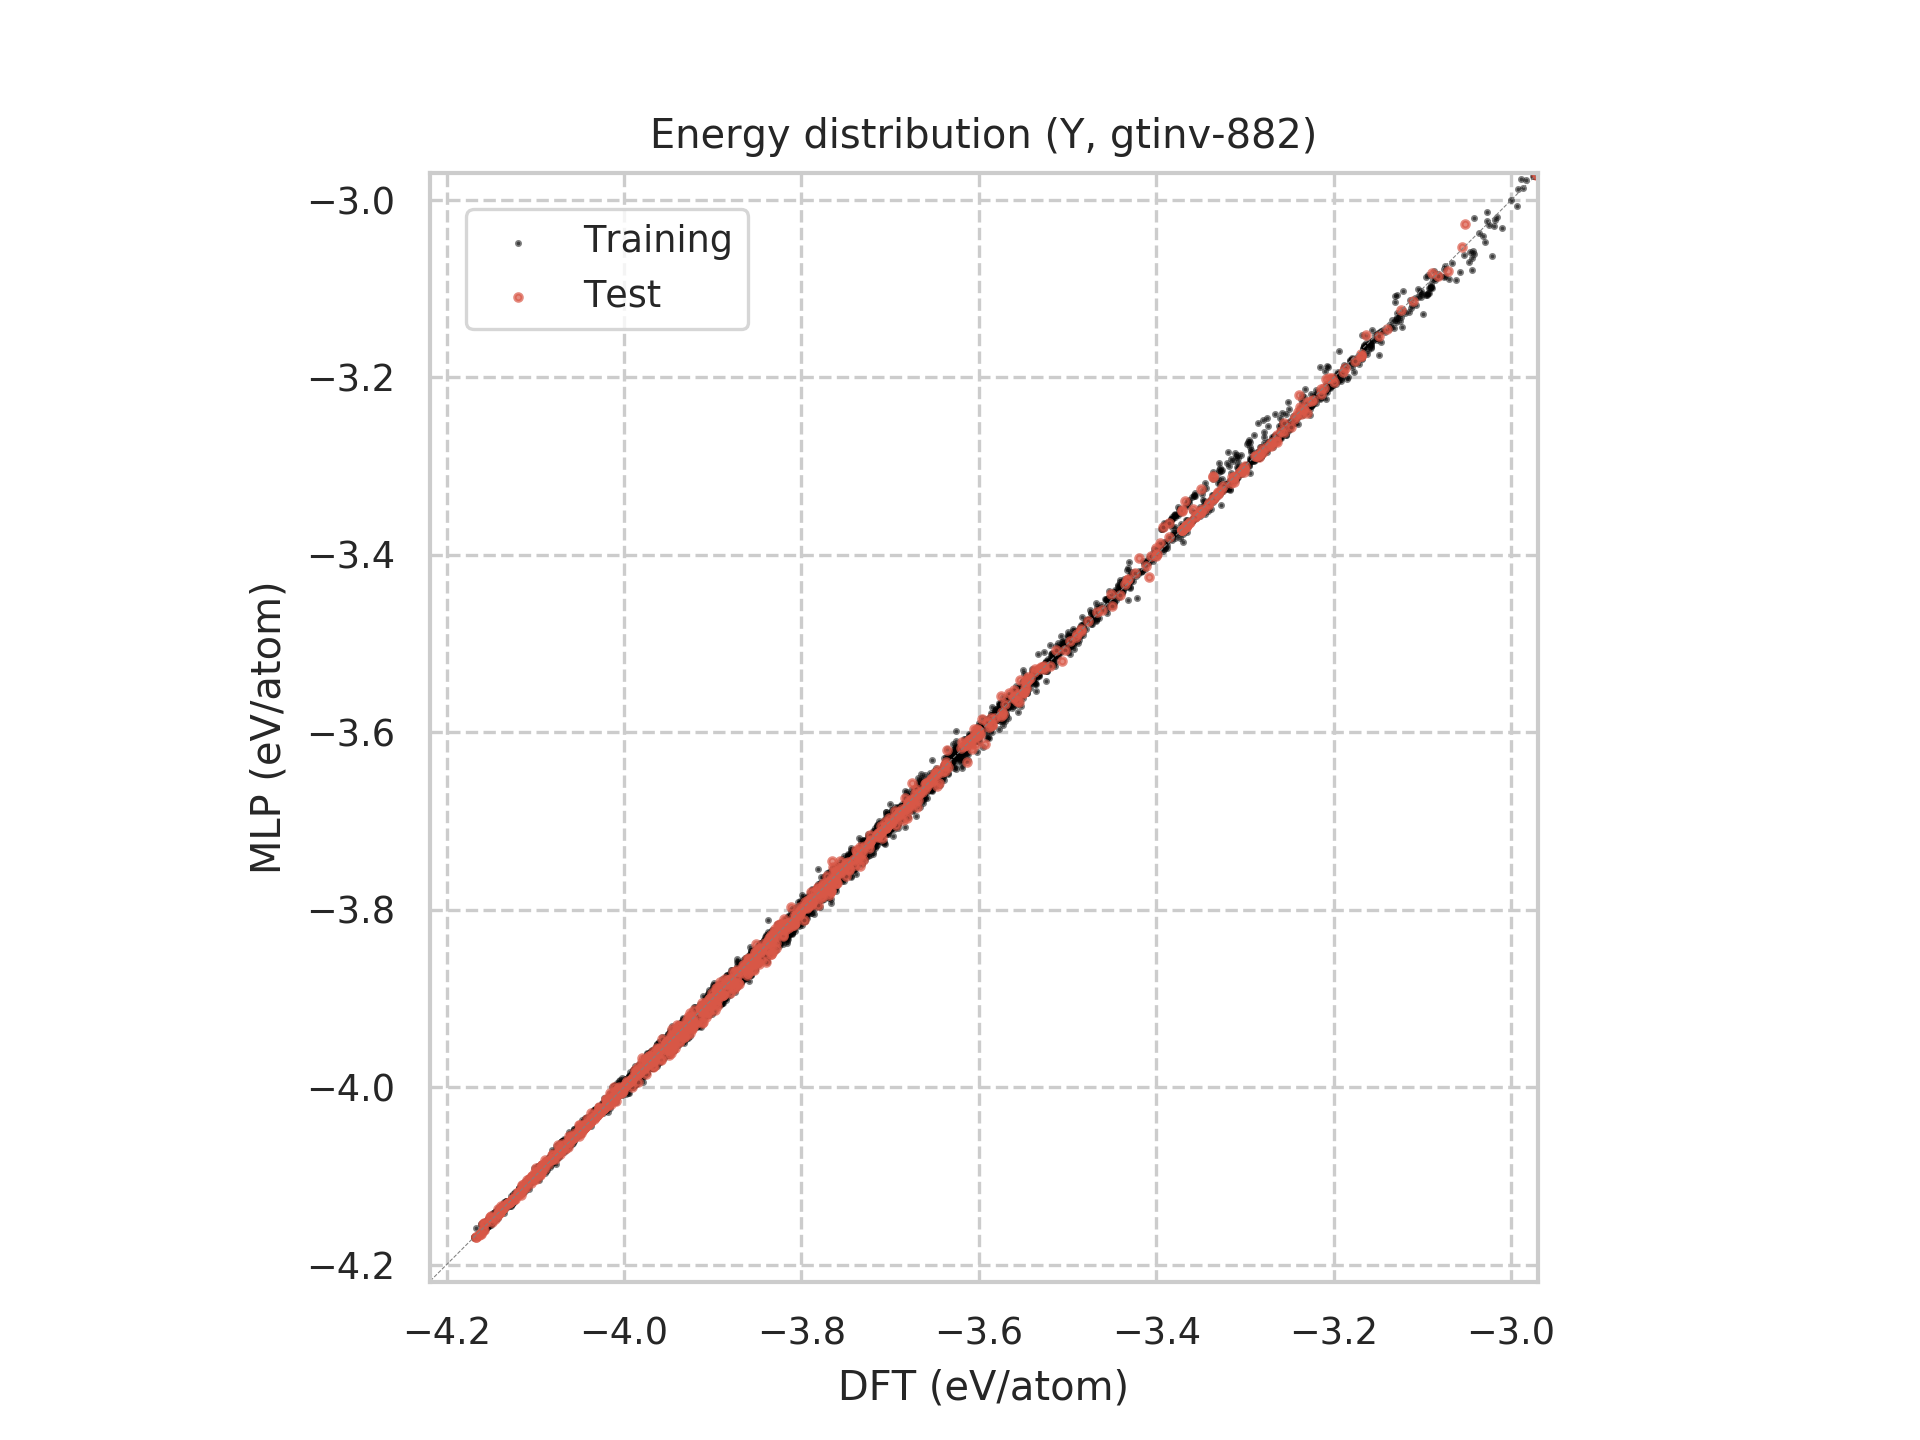 Energy distribution (Y, gtinv-882)
Training
Test
−3.0
−3.2
−3.4
−3.6
−3.8
−4.0
−4.2
MLP (eV/atom)
−4.2 −4.0 −3.8 −3.6 −3.4 −3.2 −3.0
DFT (eV/atom)